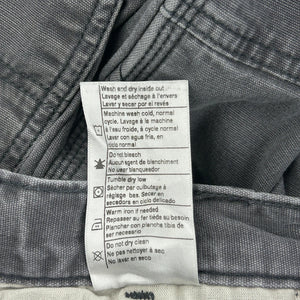 Wash and dry inside out
Lavage et séchage à l'envers
Lavar y secar por el revés
Machine wash cold, normal
cycle. Lavage à la machine
à l'eau froide, à cycle normal
Lavar con agua fria, en
ciclo normal
Do not bleach
Aucun agent de blanchiment
No usar blanqueador
Tumble dry low
Sécher par culbutage à
réglage bas. Secar en
secadora en ciclo delicado
Warm iron if needed
Repasser au fer tiède au besoin
Planchar con plancha tibia de
ser necesario
Do not dry clean
Ne pas nettoyer à sec
No lavar en seco